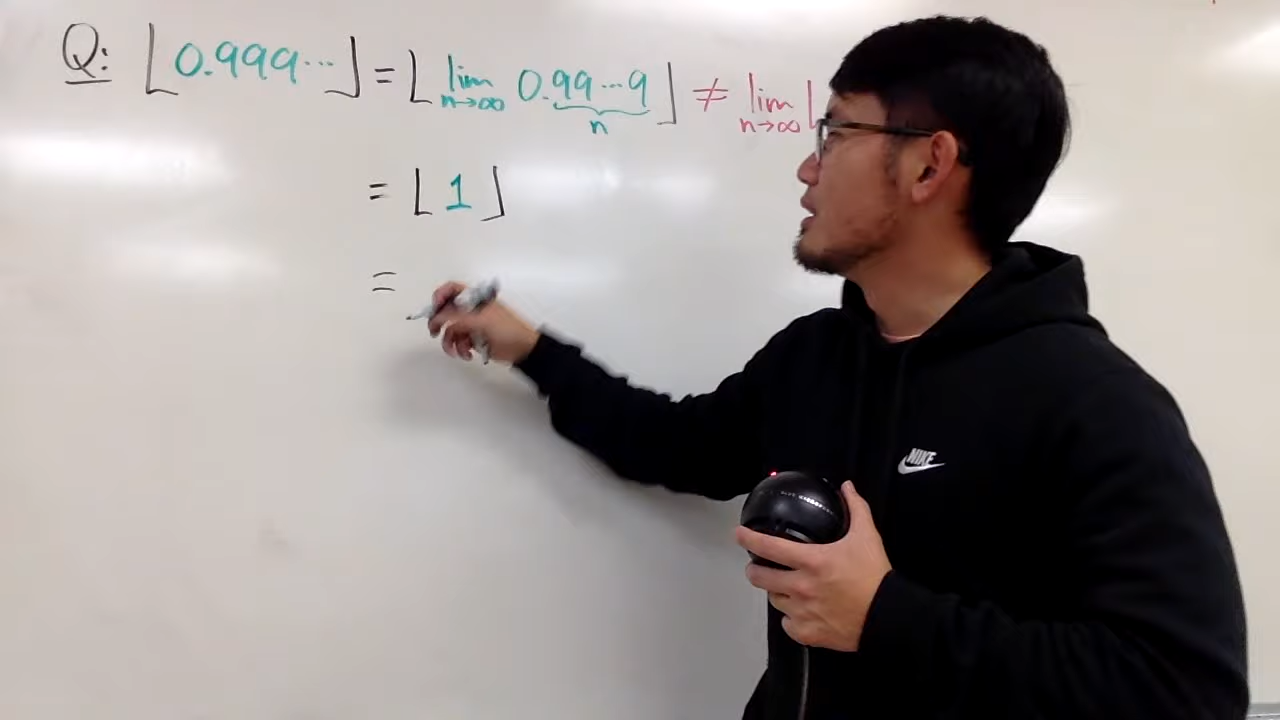 Q: ⌊0.999...⌋ = ⌊ lim n→∞ 0.99...9 n ⌋ ≠ lim n→∞ ⌊
= ⌊ 1 ⌋
=
NIKE